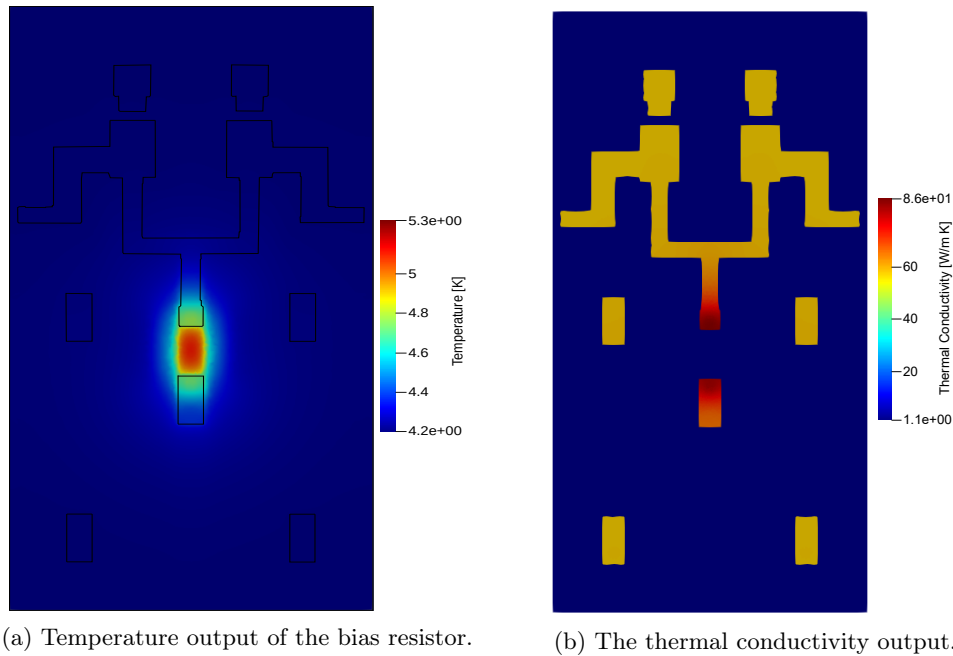 5.3e+00
5
4.8
4.6
4.4
4.2e+00
Temperature [K]
8.6e+01
60
40
20
1.1e+00
Thermal Conductivity [W/m K]
(a) Temperature output of the bias resistor.
(b) The thermal conductivity output.